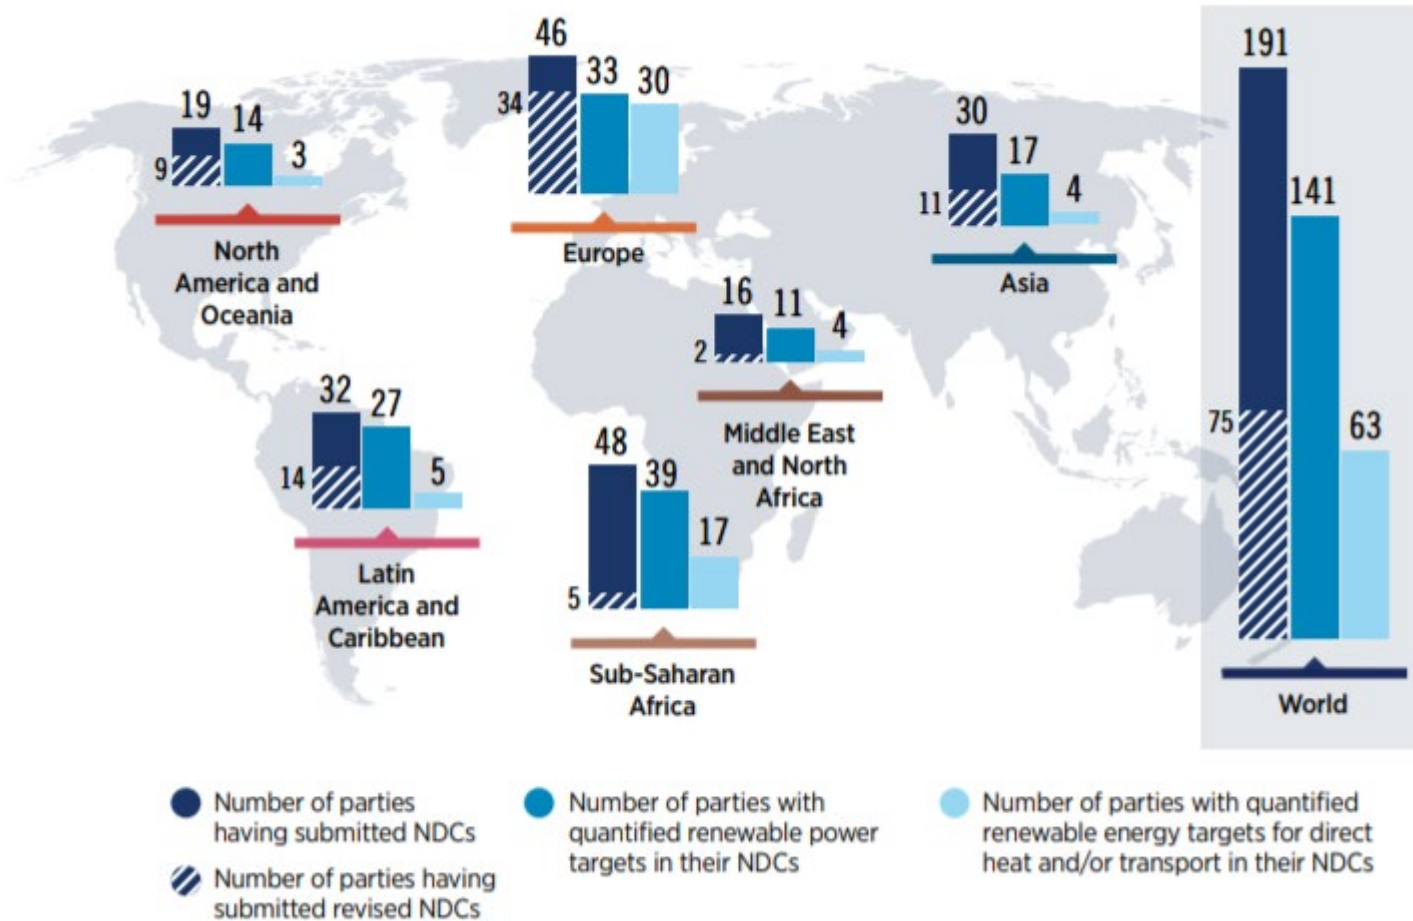 46
33
30
34
19
14
3
9
North
America and
Oceania
Europe
30
17
4
11
Asia
16
11
4
2
Middle East
and North
Africa
32
27
5
14
Latin
America and
Caribbean
48
39
17
5
Sub-Saharan
Africa
191
141
63
75
World
Number of parties
having submitted NDCs
Number of parties having
submitted revised NDCs
Number of parties with
quantified renewable power
targets in their NDCs
Number of parties with quantified
renewable energy targets for direct
heat and/or transport in their NDCs